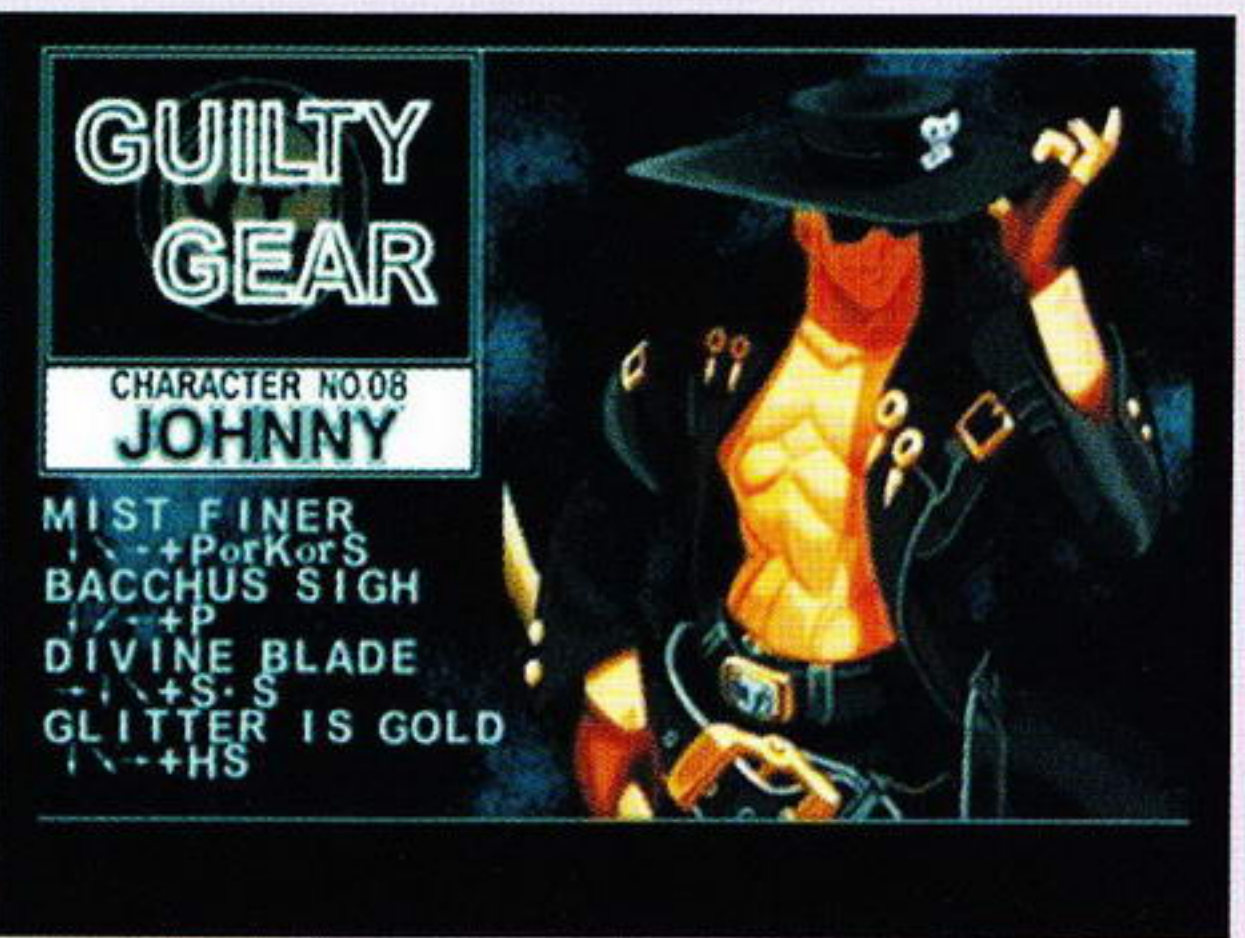 GUILTY
GEAR
CHARACTER NO.08
JOHNNY
MIST FINER
↓↘→+PorKorS
BACCHUS SIGH
↓↙←+P
DIVINE BLADE
→↓↘+S·S
GLITTER IS GOLD
↓↘→+HS